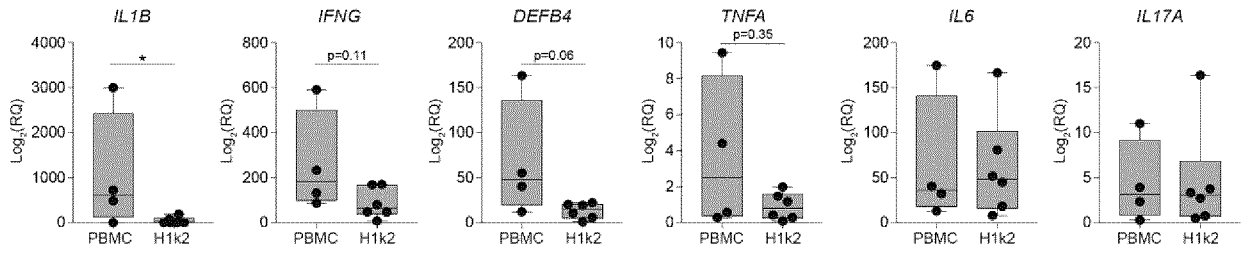 IL1B
Log2(RQ)
4000
3000
2000
1000
0
*
PBMC H1k2
IFNG
Log2(RQ)
800
600
400
200
0
p=0.11
PBMC H1k2
DEFB4
Log2(RQ)
200
150
100
50
0
p=0.06
PBMC H1k2
TNFA
Log2(RQ)
10
8
6
4
2
0
p=0.35
PBMC H1k2
IL6
Log2(RQ)
200
150
100
50
0
PBMC H1k2
IL17A
Log2(RQ)
20
15
10
5
0
PBMC H1k2